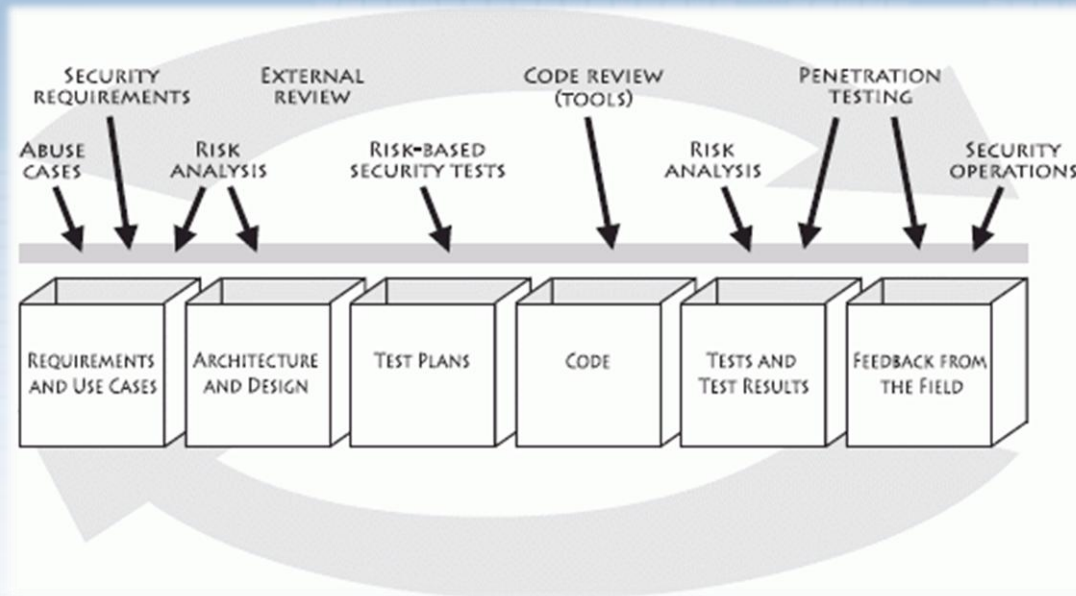 SECURITY
REQUIREMENTS
EXTERNAL
REVIEW
CODE REVIEW
(TOOLS)
PENETRATION
TESTING
ABUSE
CASES
RISK
ANALYSIS
RISK-BASED
SECURITY TESTS
RISK
ANALYSIS
SECURITY
OPERATIONS
REQUIREMENTS
AND USE CASES
ARCHITECTURE
AND DESIGN
TEST PLANS
CODE
TESTS AND
TEST RESULTS
FEEDBACK FROM
THE FIELD